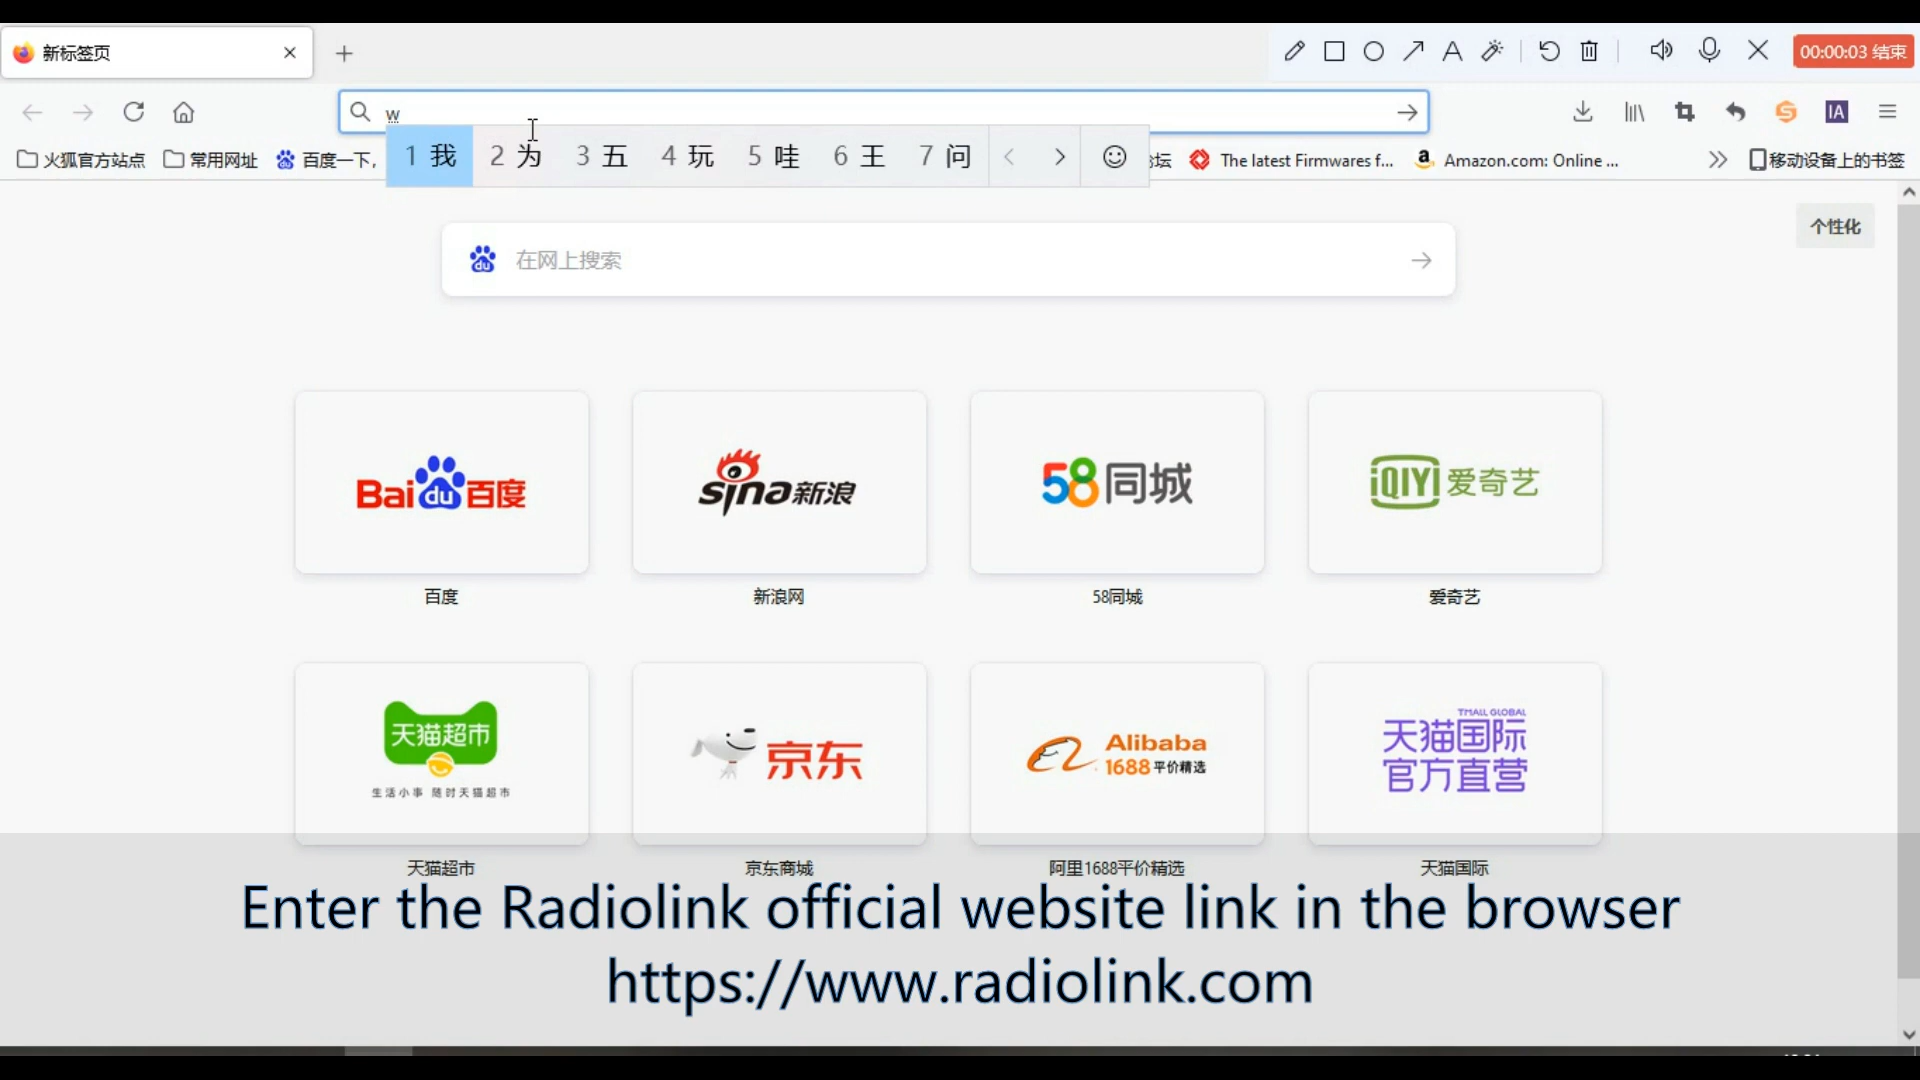 新标签页
00:00:03 结束
w
火狐官方站点 常用网址 百度一下, 1 我 2 为 3 五 4 玩 5 哇 6 王 7 问 坛 The latest Firmwares f... Amazon.com: Online ... 移动设备上的书签
个性化
du 在网上搜索
Bai du 百度 sina新浪 58同城 iQIYI 爱奇艺
百度 新浪网 58同城 爱奇艺
天猫超市
生活小事 随时天猫超市
京东
Alibaba
1688 平价精选
TMALL GLOBAL
天猫国际
官方直营
天猫超市 京东商城 阿里1688平价精选 天猫国际
Enter the Radiolink official website link in the browser
https://www.radiolink.com